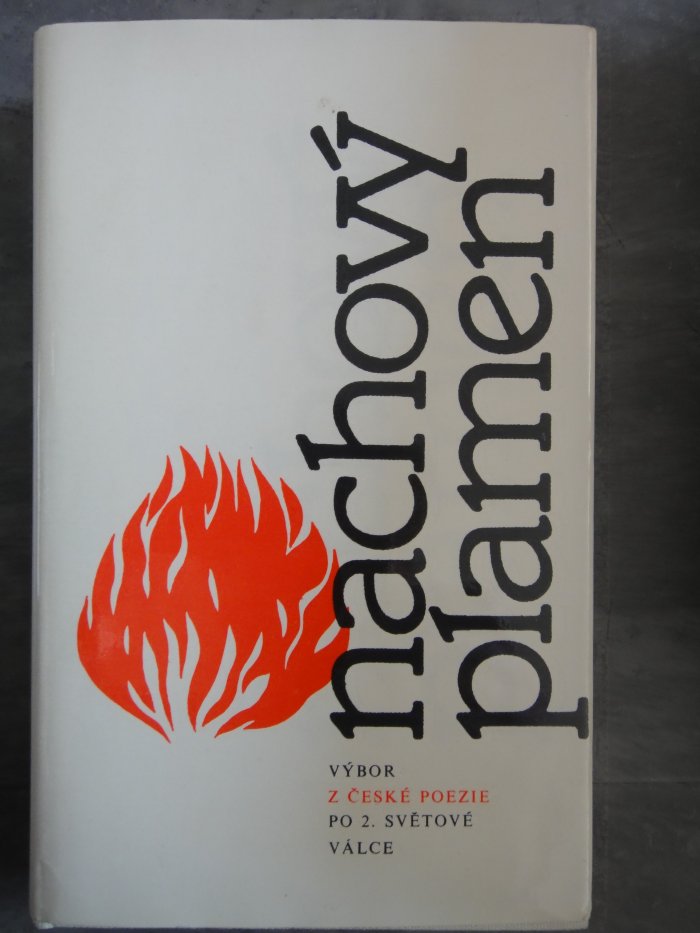 nachový
plamen
VÝBOR
Z ČESKÉ POEZIE
PO 2. SVĚTOVÉ
VÁLCE